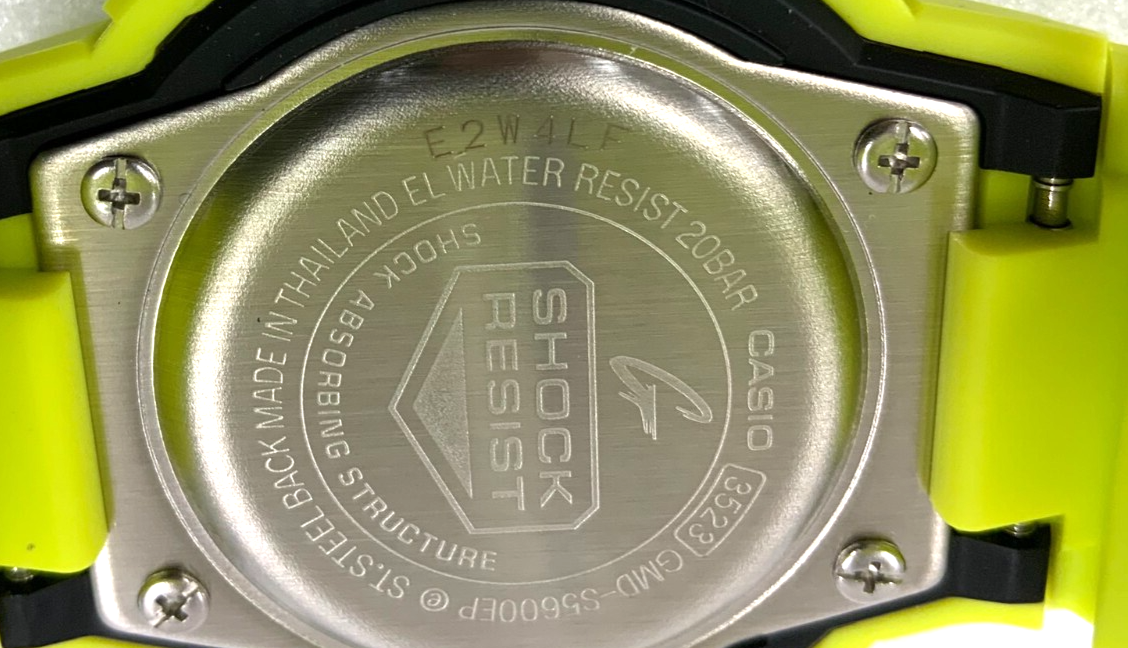 E2W4LF
CASIO 3523 GMD-S5600EP © ST.STEEL BACK MADE IN THAILAND EL WATER RESIST 20BAR
SHOCK ABSORBING STRUCTURE
G
SHOCK
RESIST